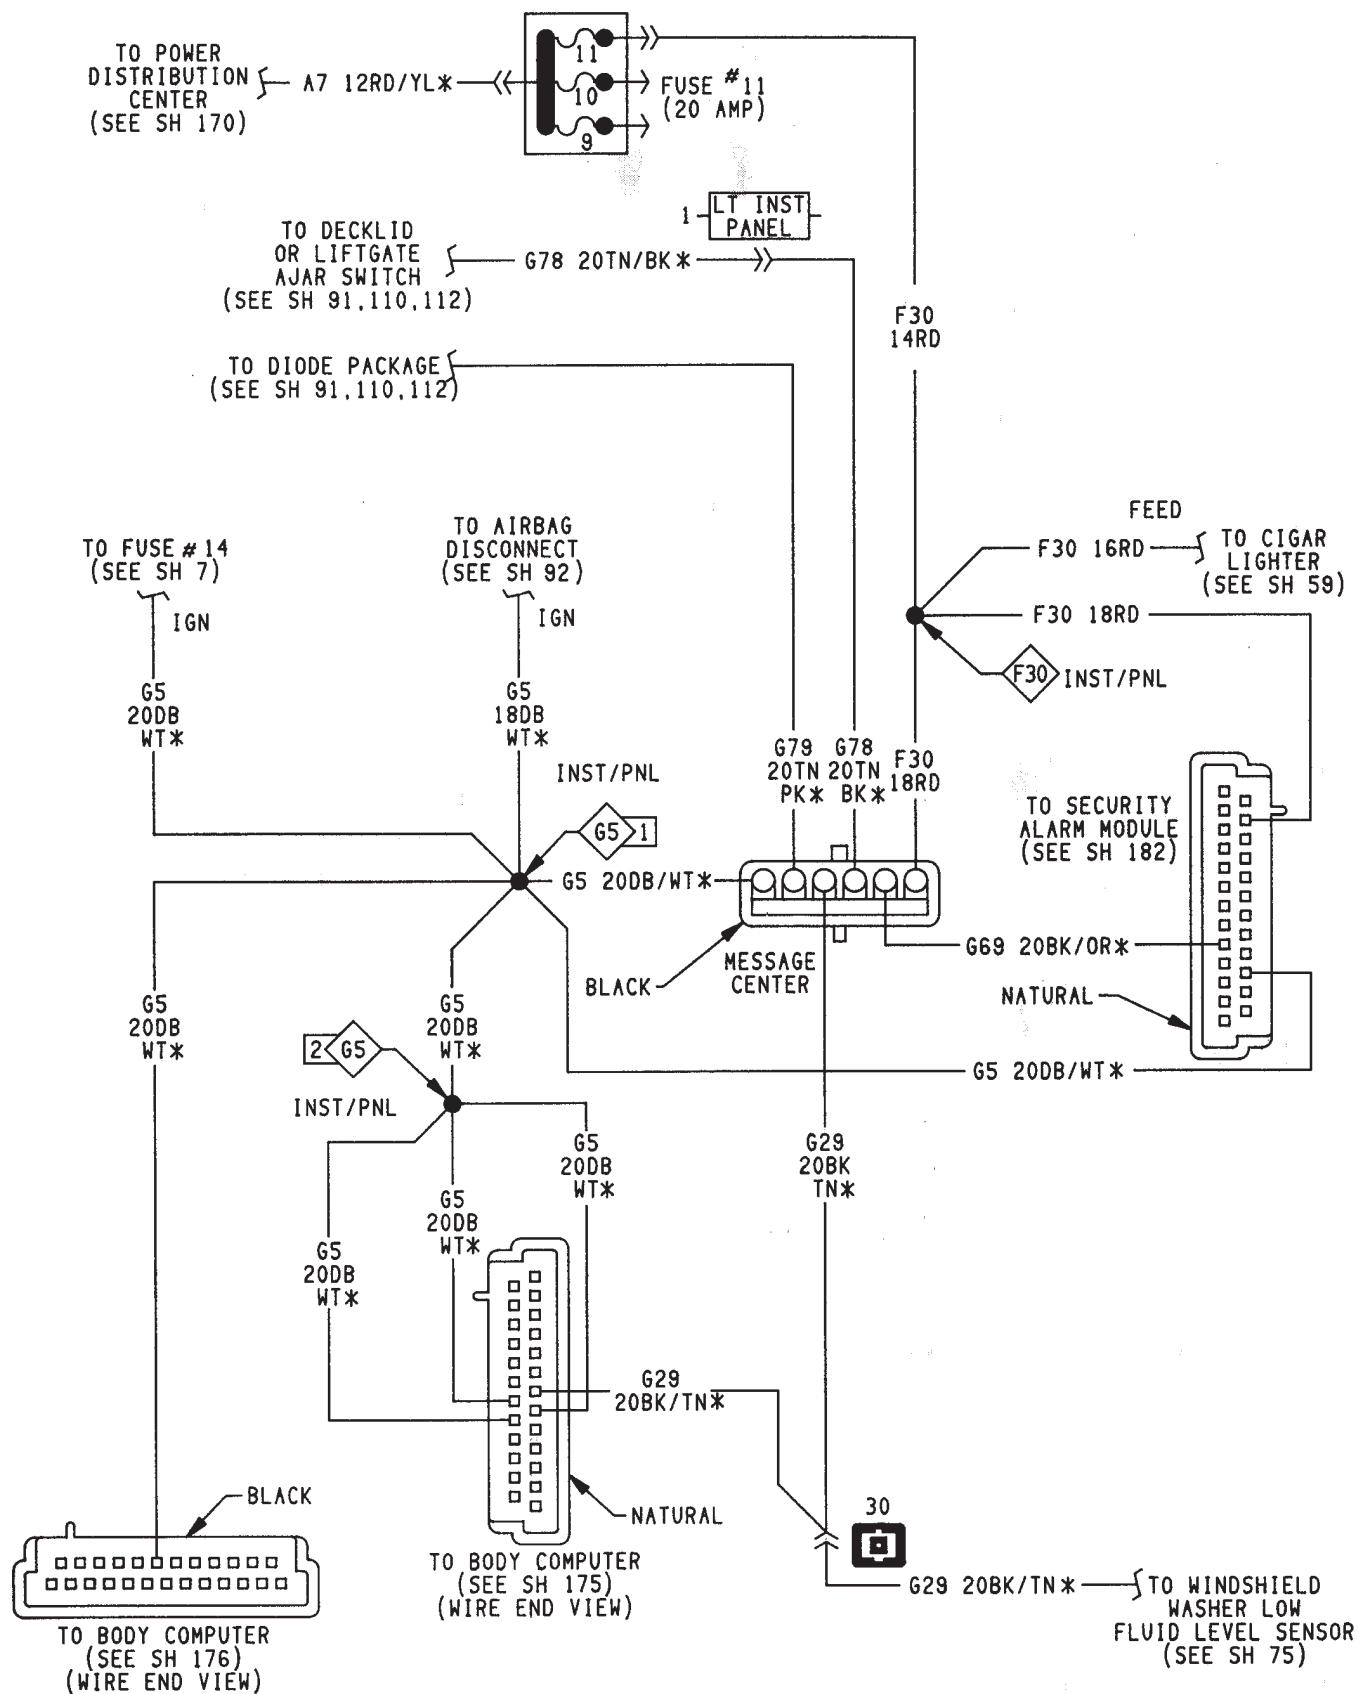 TO POWER
DISTRIBUTION
CENTER
(SEE SH 170)
A7 12RD/YL*
11
10
9
FUSE #11
(20 AMP)
1
LT INST
PANEL
TO DECKLID
OR LIFTGATE
AJAR SWITCH
(SEE SH 91,110,112)
G78 20TN/BK*
F30
14RD
TO DIODE PACKAGE
(SEE SH 91,110,112)
FEED
F30 16RD
TO CIGAR
LIGHTER
(SEE SH 59)
F30 18RD
F30
INST/PNL
TO FUSE #14
(SEE SH 7)
IGN
TO AIRBAG
DISCONNECT
(SEE SH 92)
IGN
G5
20DB
WT*
G5
18DB
WT*
INST/PNL
G5
1
G79
20TN
PK*
G78
20TN
BK*
F30
18RD
TO SECURITY
ALARM MODULE
(SEE SH 182)
G5 20DB/WT*
G69 20BK/OR*
BLACK
MESSAGE
CENTER
NATURAL
G5
20DB
WT*
G5
20DB
WT*
2
G5
INST/PNL
G5 20DB/WT*
G5
20DB
WT*
G29
20BK
TN*
G5
20DB
WT*
G5
20DB
WT*
G29
20BK/TN*
BLACK
NATURAL
30
TO BODY COMPUTER
(SEE SH 175)
(WIRE END VIEW)
G29 20BK/TN*
TO WINDSHIELD
WASHER LOW
FLUID LEVEL SENSOR
(SEE SH 75)
TO BODY COMPUTER
(SEE SH 176)
(WIRE END VIEW)